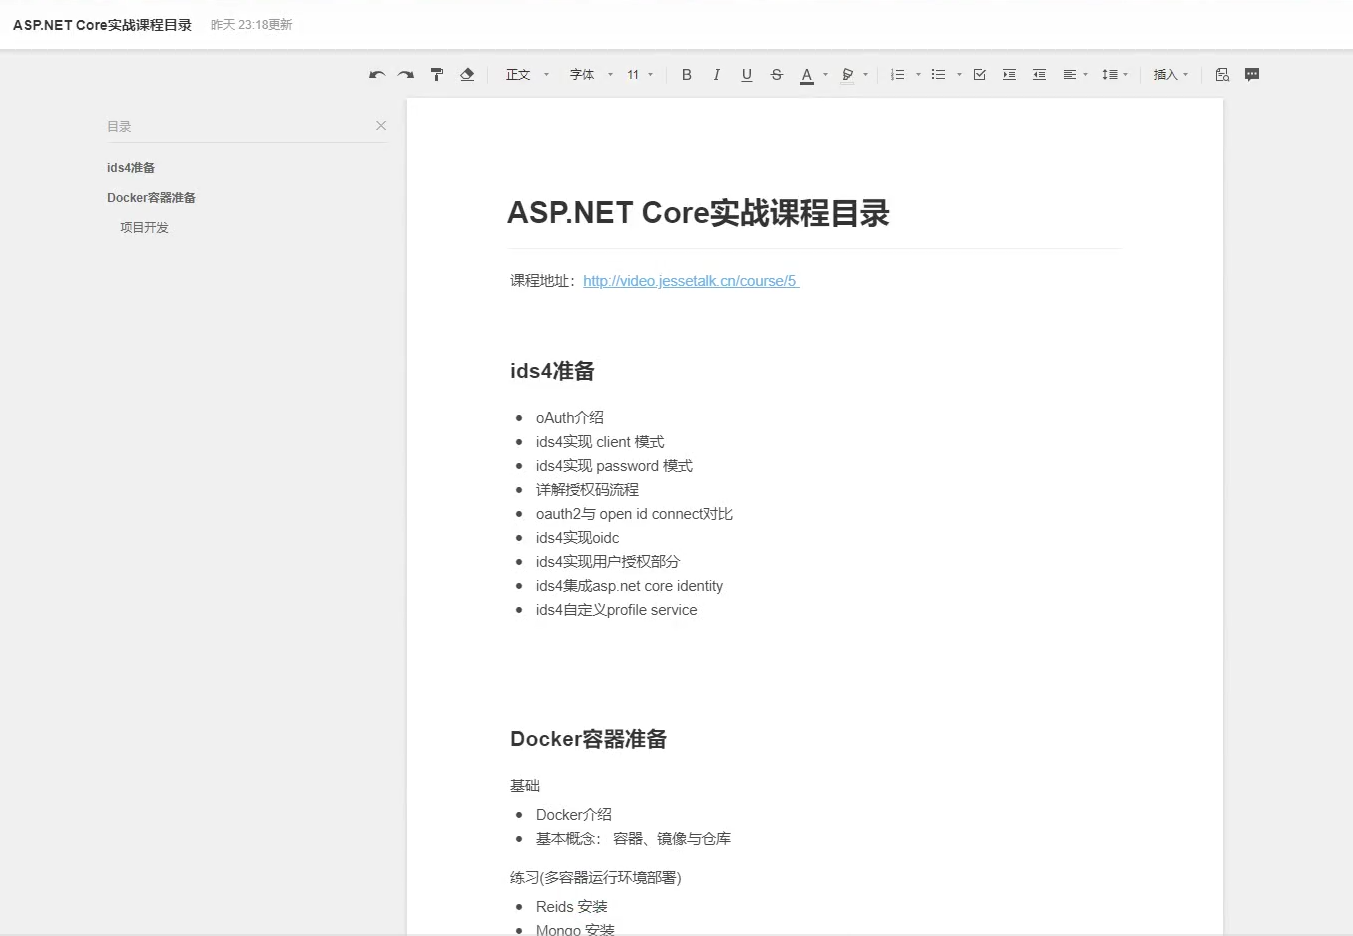 ASP.NET Core实战课程目录 昨天 23:18更新
正文 字体 11 B I U S A 插入
目录
ids4准备
Docker容器准备
项目开发
ASP.NET Core实战课程目录
课程地址：http://video.jessetalk.cn/course/5
ids4准备
oAuth介绍
ids4实现 client 模式
ids4实现 password 模式
详解授权码流程
oauth2与 open id connect对比
ids4实现oidc
ids4实现用户授权部分
ids4集成asp.net core identity
ids4自定义profile service
Docker容器准备
基础
Docker介绍
基本概念： 容器、镜像与仓库
练习(多容器运行环境部署)
Reids 安装
Mongo 安装